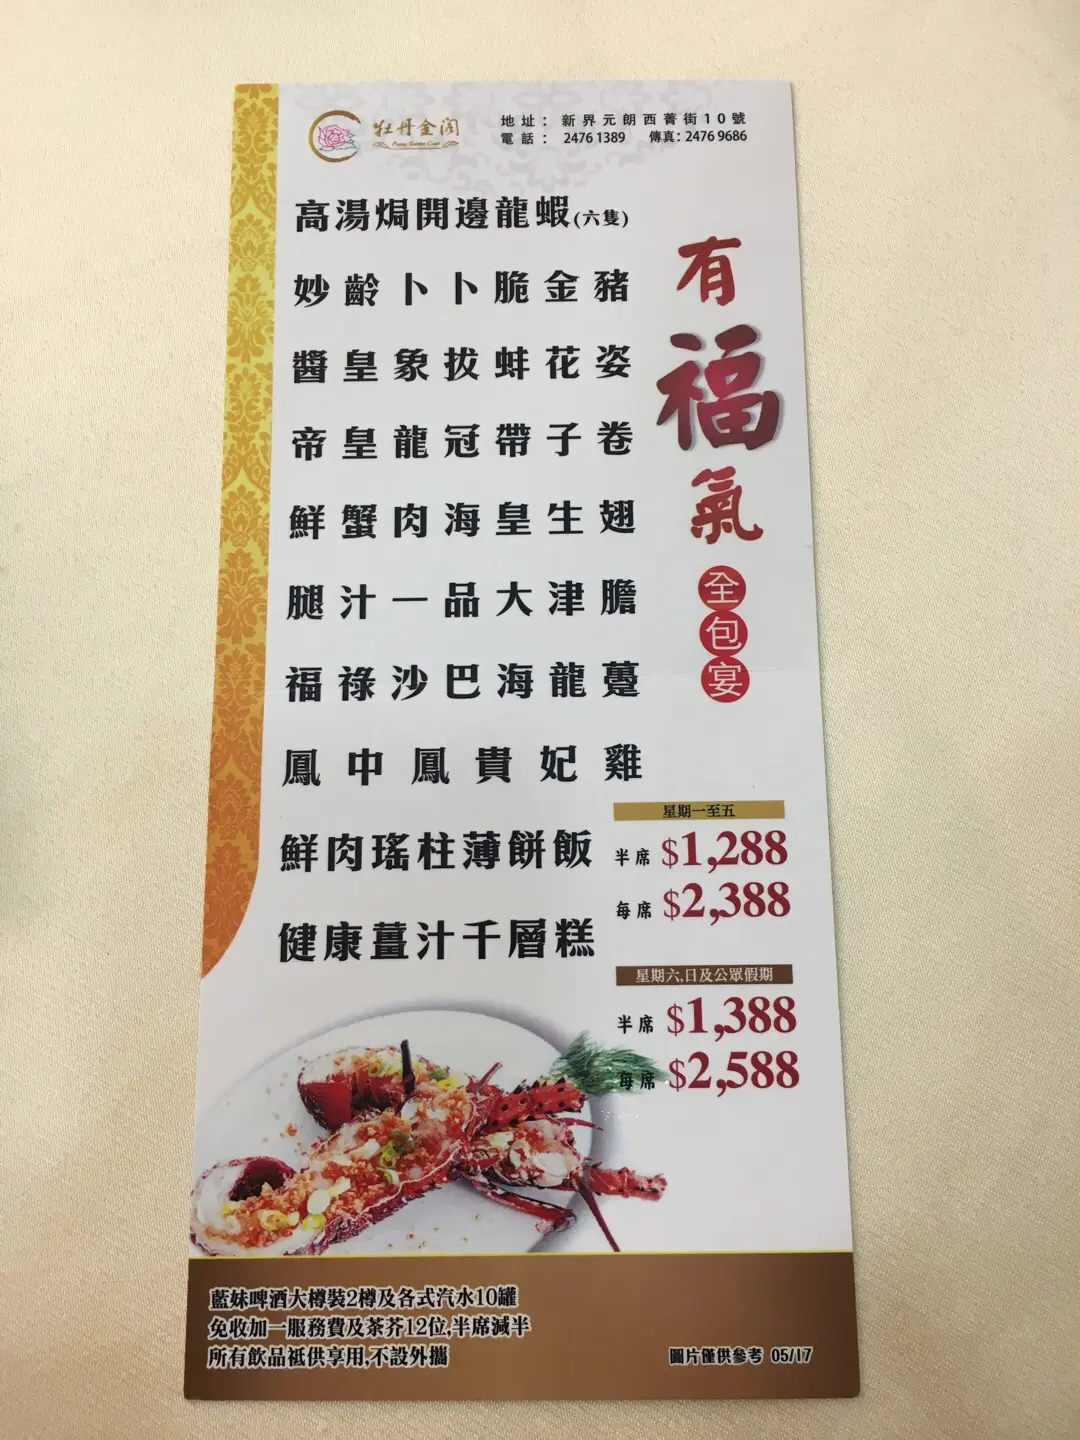 牡丹金閣
地址：新界元朗西菁街10號
電話：2476 1389 傳真：2476 9686
高湯焗開邊龍蝦(六隻)
妙齡卜卜脆金豬
醬皇象拔蚌花姿
帝皇龍冠帶子卷
鮮蟹肉海皇生翅
腿汁一品大津膽
福祿沙巴海龍躉
鳳中鳳貴妃雞
鮮肉瑤柱薄餅飯
健康薑汁千層糕
有福氣
全包宴
星期一至五
半席 $1,288
每席 $2,388
星期六,日及公眾假期
半席 $1,388
每席 $2,588
藍妹啤酒大樽裝2樽及各式汽水10罐
免收加一服務費及茶芥12位,半席減半
所有飲品祗供享用,不設外攜
圖片僅供參考 05/17